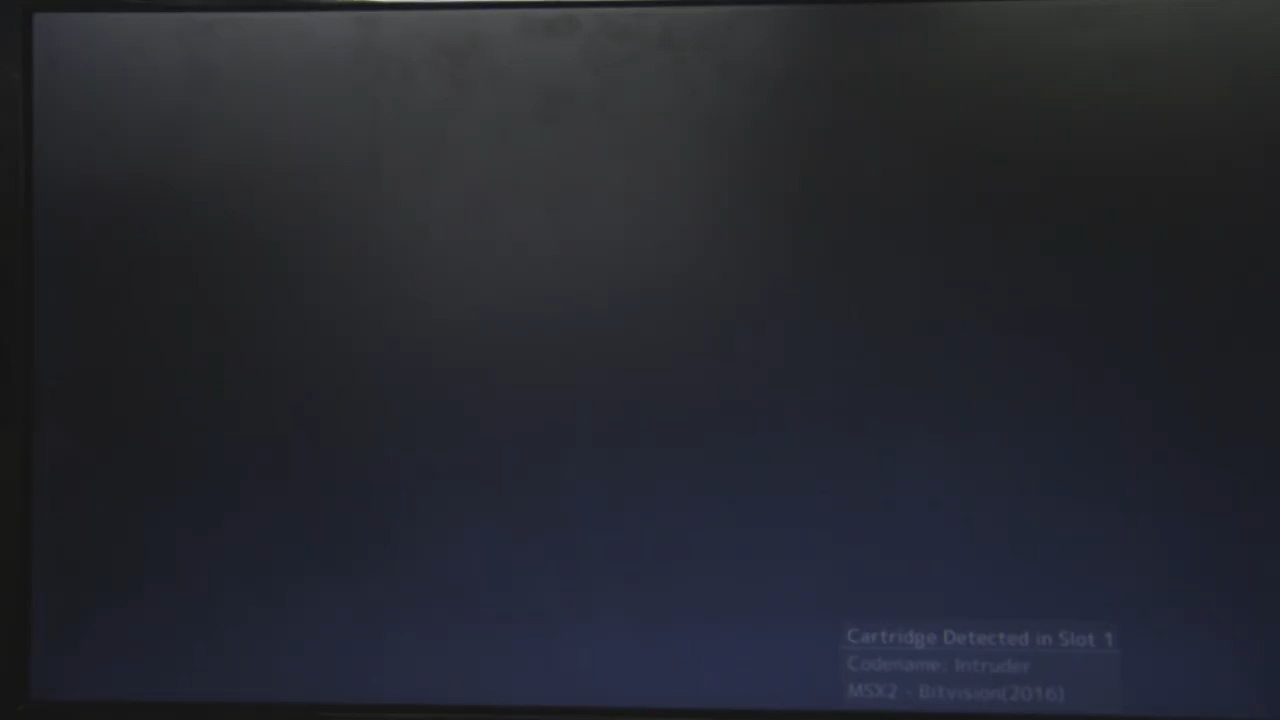 Cartridge Detected in Slot 1
Codename: Intruder
MSX2 - Bitvision(2016)